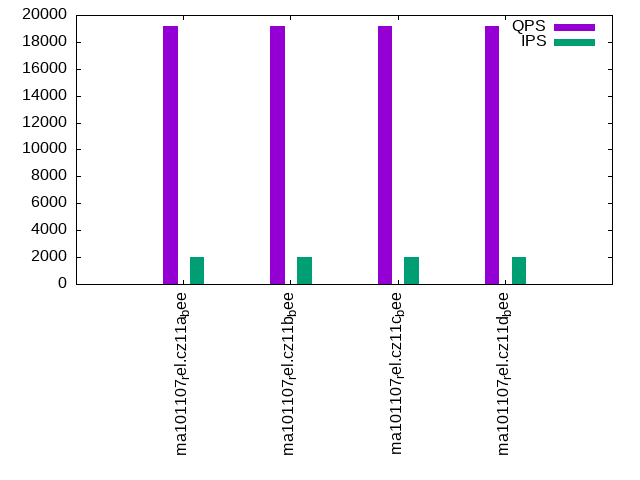 20000
18000
16000
14000
12000
10000
8000
6000
4000
2000
0
QPS
IPS
ma101107rel.cz11abee
ma101107rel.cz11bbee
ma101107rel.cz11cbee
ma101107rel.cz11dbee